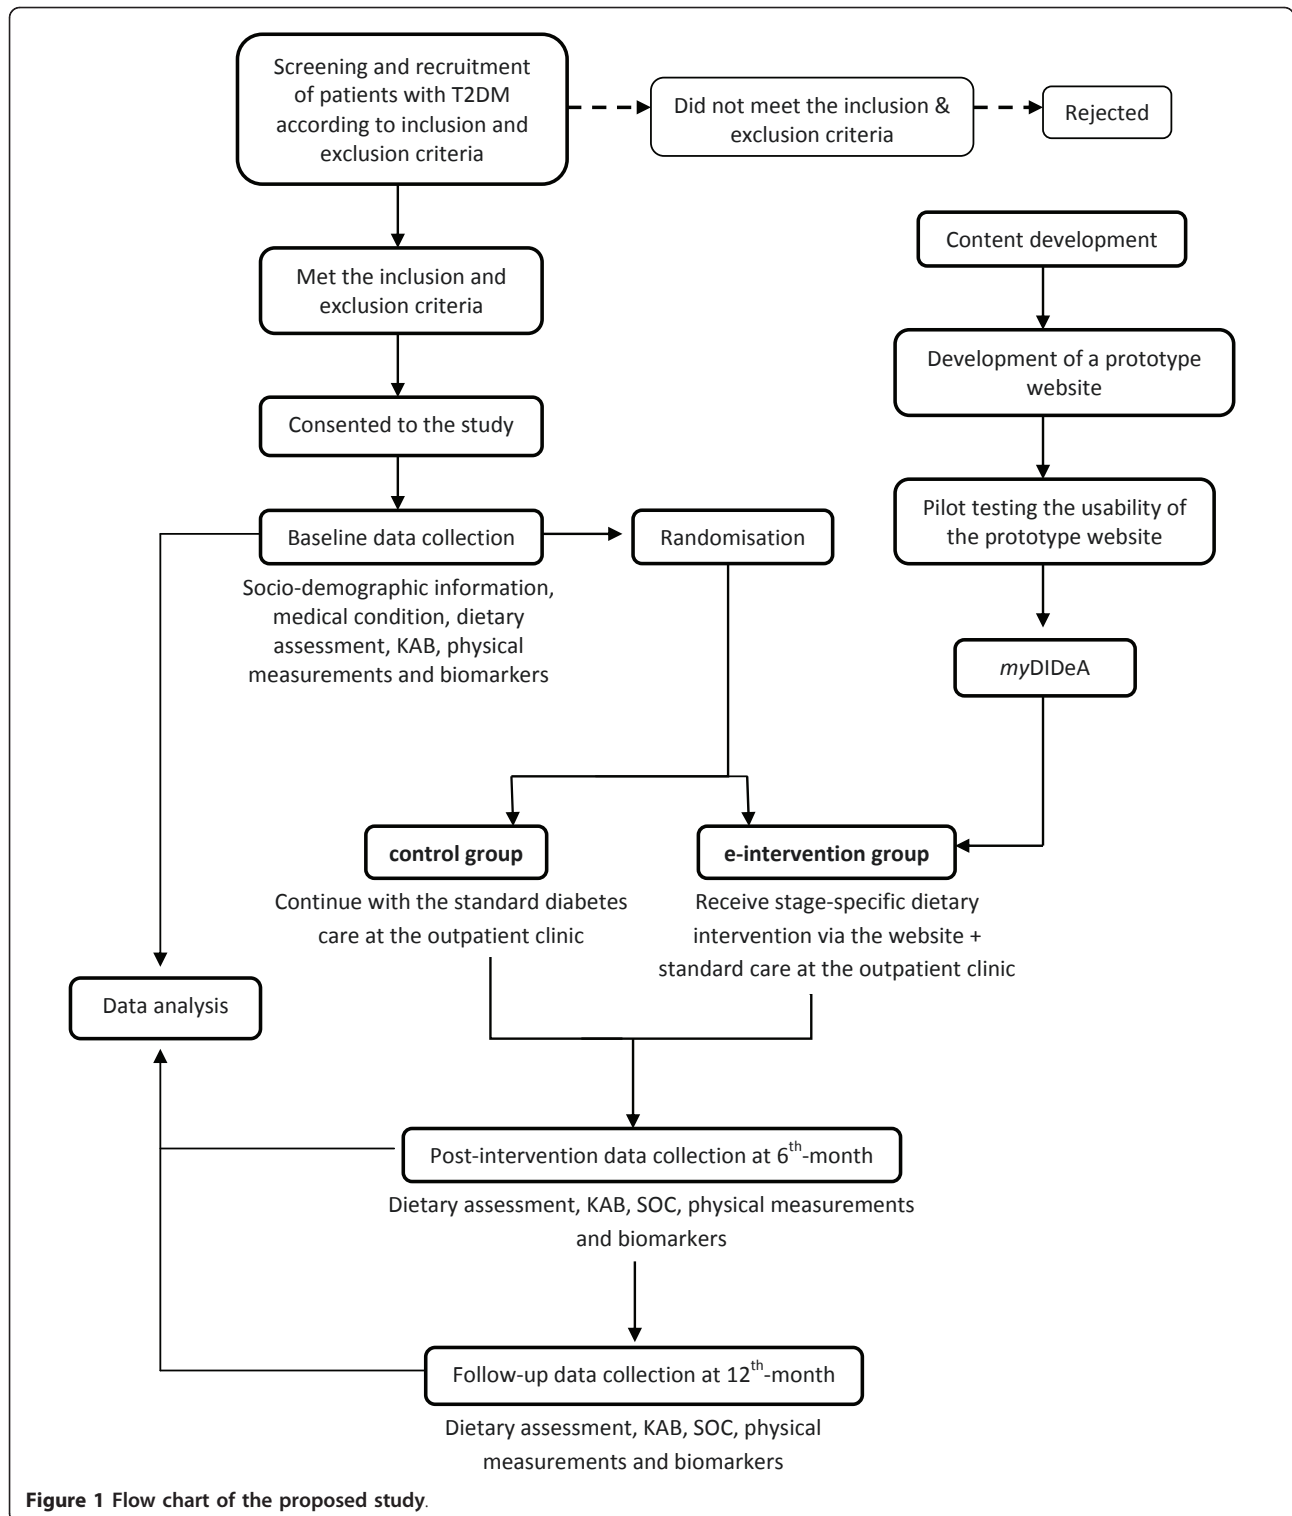 Screening and recruitment
of patients with T2DM
according to inclusion and
exclusion criteria
Did not meet the inclusion &
exclusion criteria
Rejected
Met the inclusion and
exclusion criteria
Consented to the study
Baseline data collection
Socio-demographic information,
medical condition, dietary
assessment, KAB, physical
measurements and biomarkers
Randomisation
Content development
Development of a prototype
website
Pilot testing the usability of
the prototype website
myDIDeA
control group
Continue with the standard diabetes
care at the outpatient clinic
e-intervention group
Receive stage-specific dietary
intervention via the website +
standard care at the outpatient clinic
Data analysis
Post-intervention data collection at 6th-month
Dietary assessment, KAB, SOC, physical measurements
and biomarkers
Follow-up data collection at 12th-month
Dietary assessment, KAB, SOC, physical
measurements and biomarkers
Figure 1 Flow chart of the proposed study.